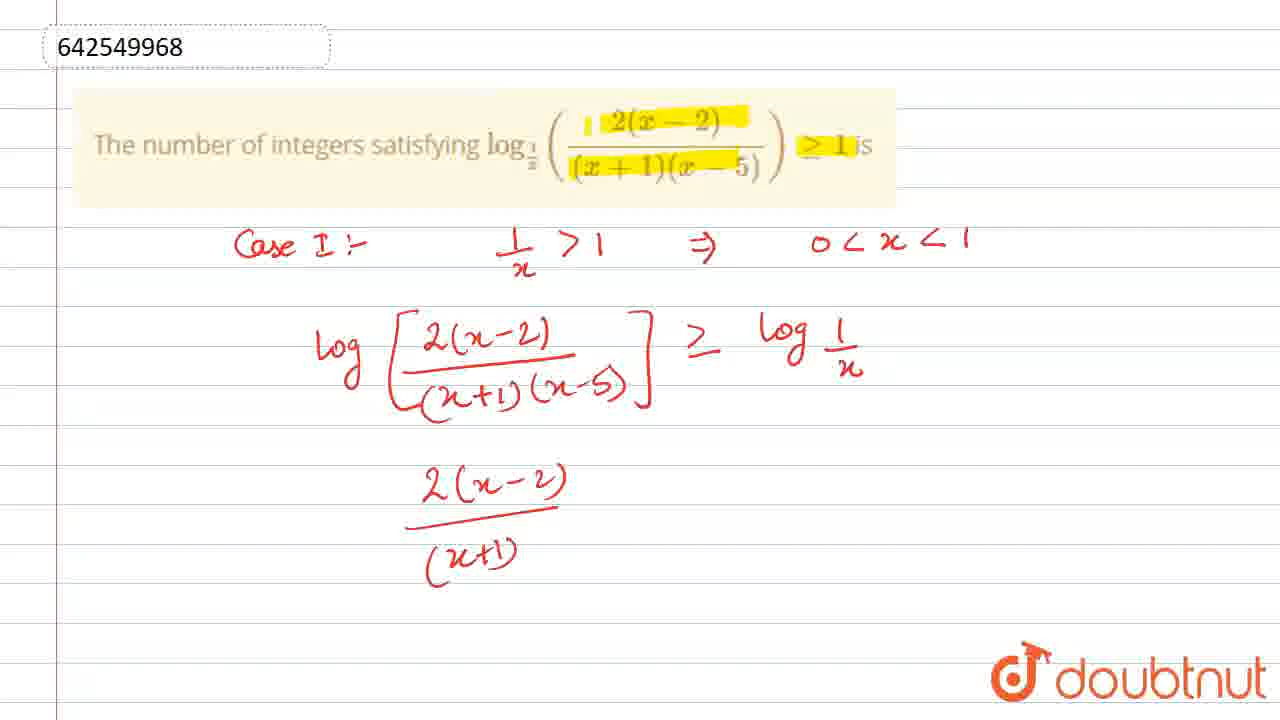 642549968
The number of integers satisfying log_{1/x} ( 2(x − 2) / (x + 1)(x − 5) ) ≥ 1 is
Case I :- 1/x > 1 ⇒ 0 < x < 1
log [ 2(x-2) / (x+1)(x-5) ] ≥ log 1/x
2(x-2)
(x+1)
doubtnut